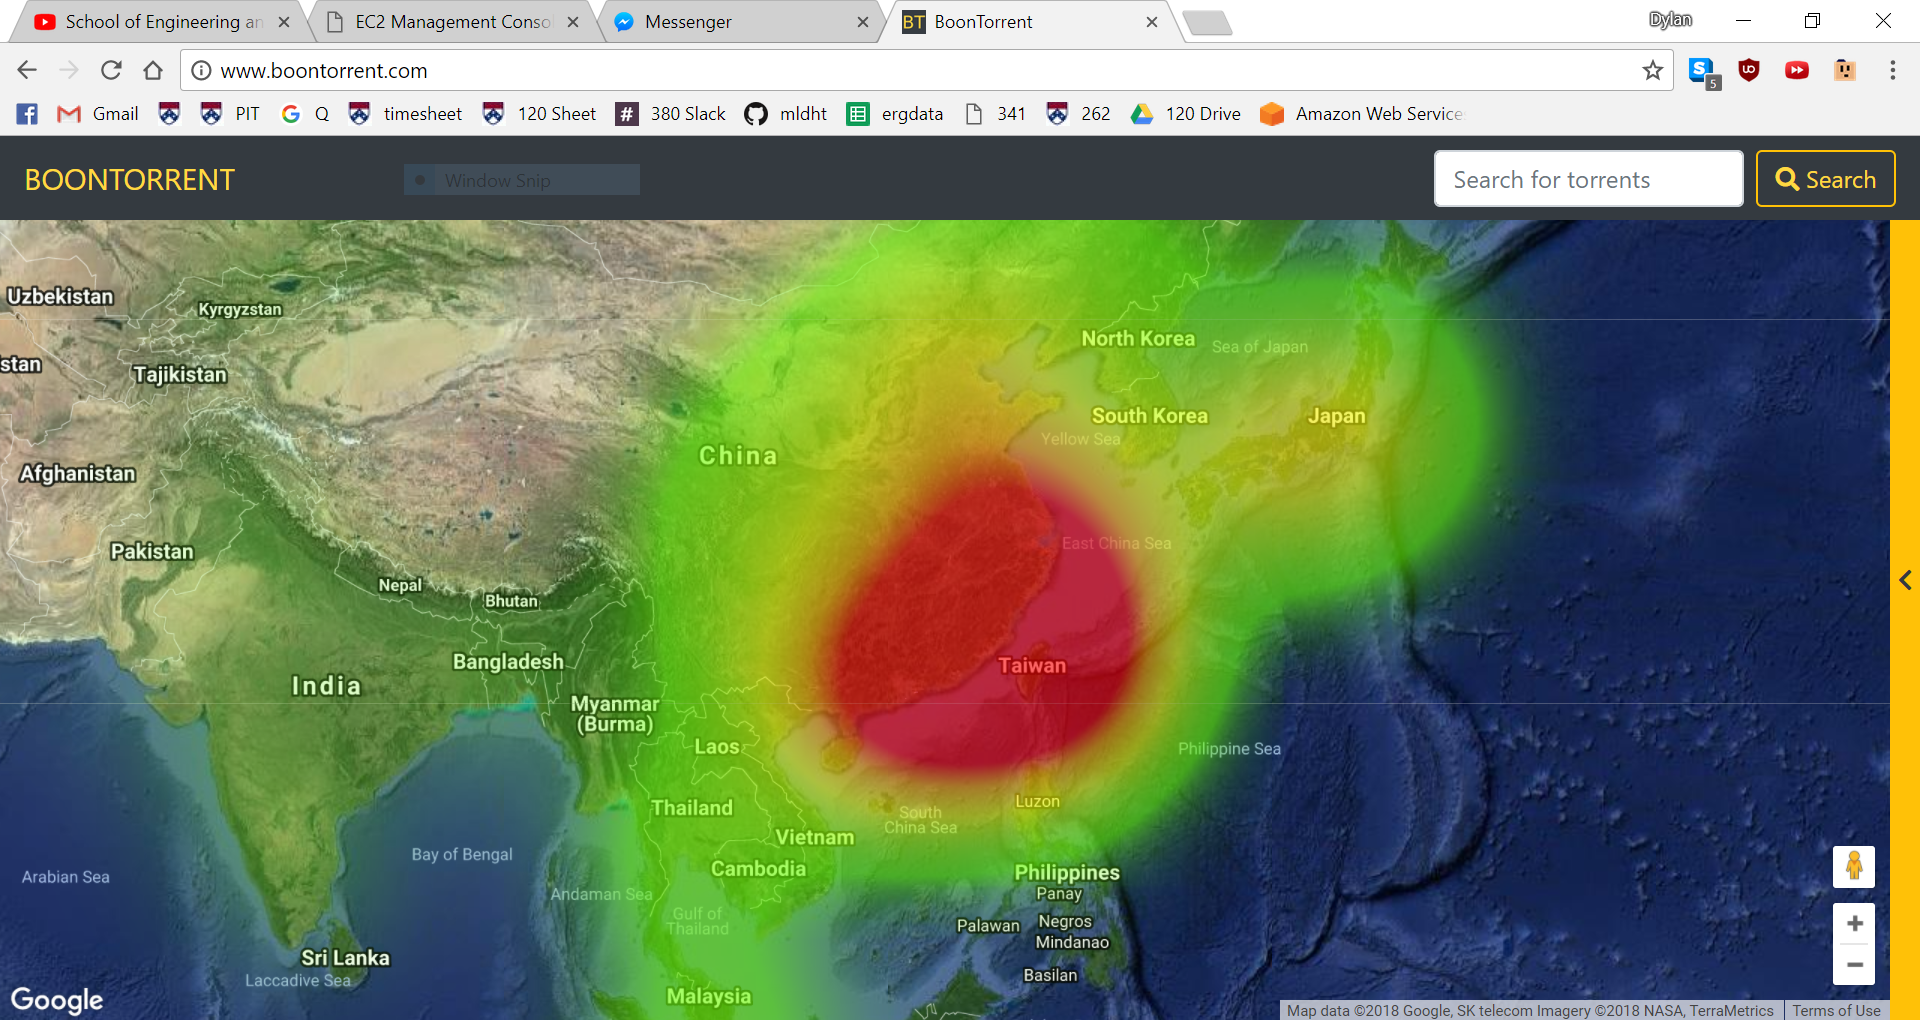 School of Engineering an
EC2 Management Conso
Messenger
BT BoonTorrent
Dylan
www.boontorrent.com
S 5
Gmail
PIT
G Q
timesheet
120 Sheet
# 380 Slack
mldht
ergdata
341
262
120 Drive
Amazon Web Service
BOONTORRENT
Window Snip
Search for torrents
Search
Uzbekistan
Kyrgyzstan
North Korea
Sea of Japan
stan
Tajikistan
South Korea
Japan
Yellow Sea
China
Afghanistan
East China Sea
Pakistan
Nepal
Bhutan
Bangladesh
Taiwan
India
Myanmar
(Burma)
Laos
Philippine Sea
Thailand
Luzon
South
China Sea
Vietnam
Bay of Bengal
Cambodia
Philippines
Arabian Sea
Andaman Sea
Panay
Gulf of
Thailand
Palawan
Negros
Mindanao
Sri Lanka
Basilan
Laccadive Sea
Malaysia
Google
Map data ©2018 Google, SK telecom Imagery ©2018 NASA, TerraMetrics
Terms of Use